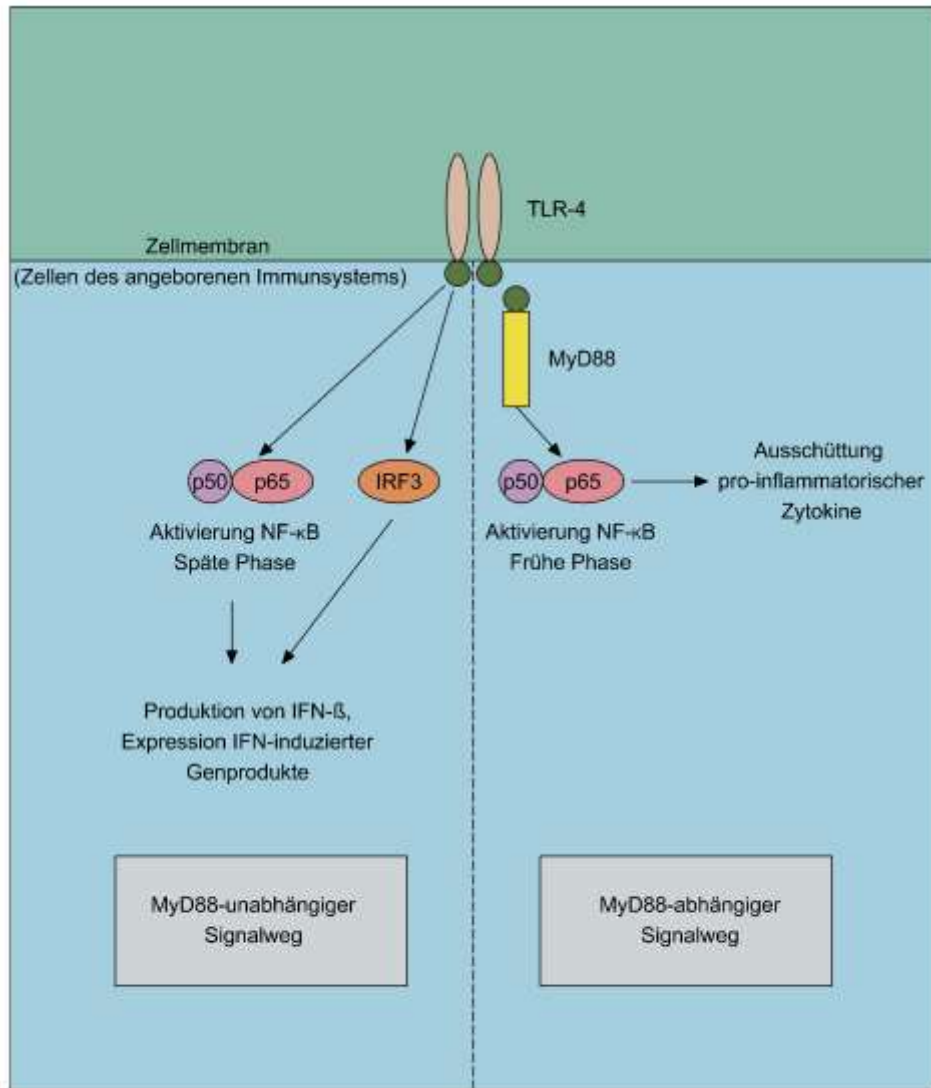 TLR-4
Zellmembran
(Zellen des angeborenen Immunsystems)
MyD88
p50
p65
IRF3
p50
p65
Ausschüttung
pro-inflammatorischer
Zytokine
Aktivierung NF-κB
Späte Phase
Aktivierung NF-κB
Frühe Phase
Produktion von IFN-ß,
Expression IFN-induzierter
Genprodukte
MyD88-unabhängiger
Signalweg
MyD88-abhängiger
Signalweg